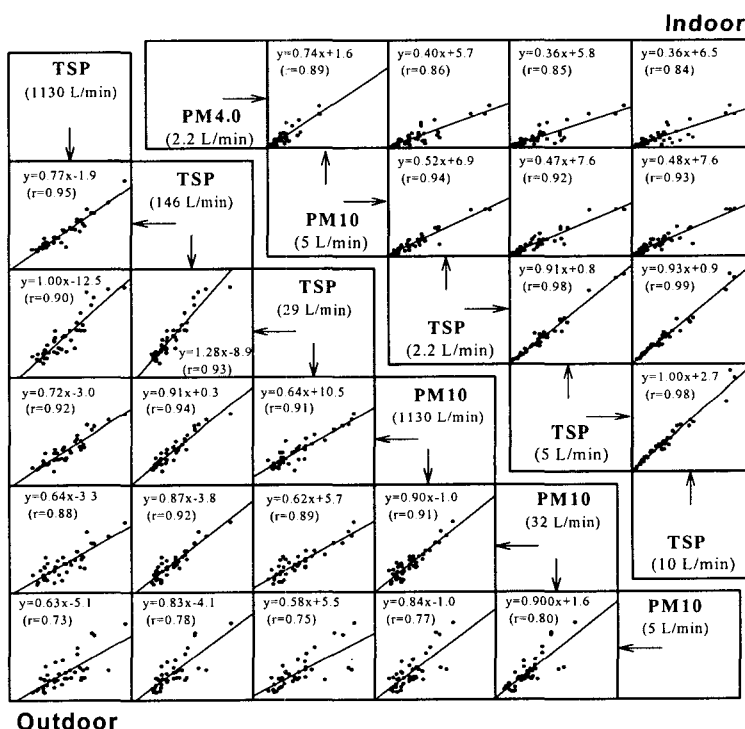 Indoor
TSP
(1130 L/min)
PM4.0
(2.2 L/min)
y=0.74x+1.6
(r=0.89)
y=0.40x+5.7
(r=0.86)
y=0.36x+5.8
(r=0.85)
y=0.36x+6.5
(r=0.84)
y=0.77x-1.9
(r=0.95)
TSP
(146 L/min)
PM10
(5 L/min)
y=0.52x+6.9
(r=0.94)
y=0.47x+7.6
(r=0.92)
y=0.48x+7.6
(r=0.93)
y=1.00x-12.5
(r=0.90)
y=1.28x-8.9
(r=0.93)
TSP
(29 L/min)
TSP
(2.2 L/min)
y=0.91x+0.8
(r=0.98)
y=0.93x+0.9
(r=0.99)
y=0.72x-3.0
(r=0.92)
y=0.91x+0.3
(r=0.94)
y=0.64x+10.5
(r=0.91)
PM10
(1130 L/min)
TSP
(5 L/min)
y=1.00x+2.7
(r=0.98)
y=0.64x-3.3
(r=0.88)
y=0.87x-3.8
(r=0.92)
y=0.62x+5.7
(r=0.89)
y=0.90x-1.0
(r=0.91)
PM10
(32 L/min)
TSP
(10 L/min)
y=0.63x-5.1
(r=0.73)
y=0.83x-4.1
(r=0.78)
y=0.58x+5.5
(r=0.75)
y=0.84x-1.0
(r=0.77)
y=0.900x+1.6
(r=0.80)
PM10
(5 L/min)
Outdoor